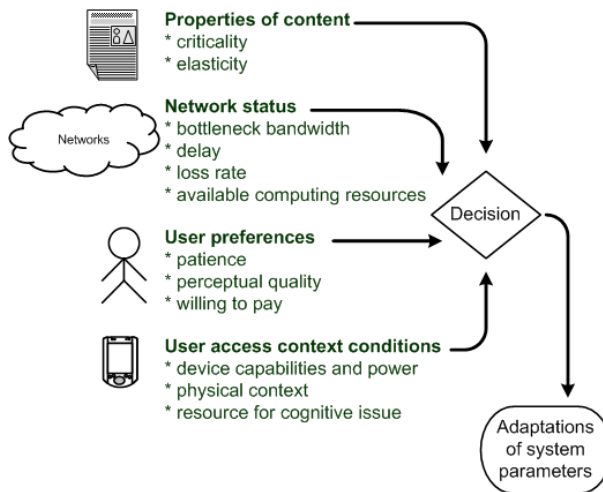 Properties of content
* criticality
* elasticity
Network status
Networks
* bottleneck bandwidth
* delay
* loss rate
* available computing resources
Decision
User preferences
* patience
* perceptual quality
* willing to pay
User access context conditions
* device capabilities and power
* physical context
* resource for cognitive issue
Adaptations
of system
parameters